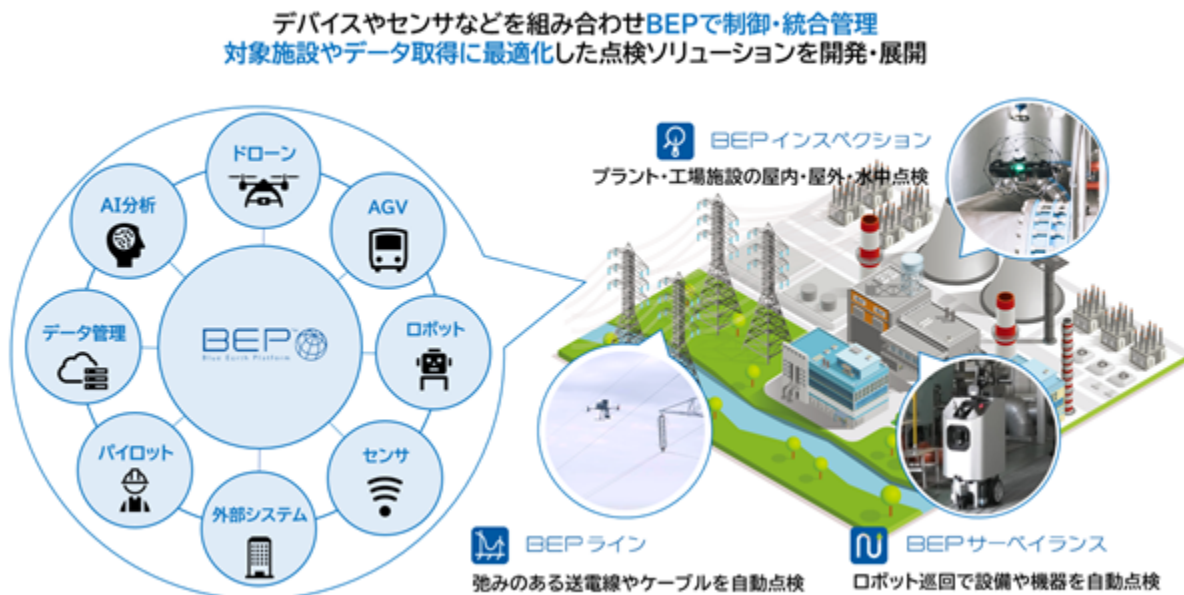 デバイスやセンサなどを組み合わせBEPで制御・統合管理
対象施設やデータ取得に最適化した点検ソリューションを開発・展開
ドローン
AGV
ロボット
センサ
外部システム
パイロット
データ管理
AI分析
BEP
Blue Earth Platform
BEPインスペクション
プラント・工場施設の屋内・屋外・水中点検
BEPライン
弛みのある送電線やケーブルを自動点検
BEPサーベイランス
ロボット巡回で設備や機器を自動点検